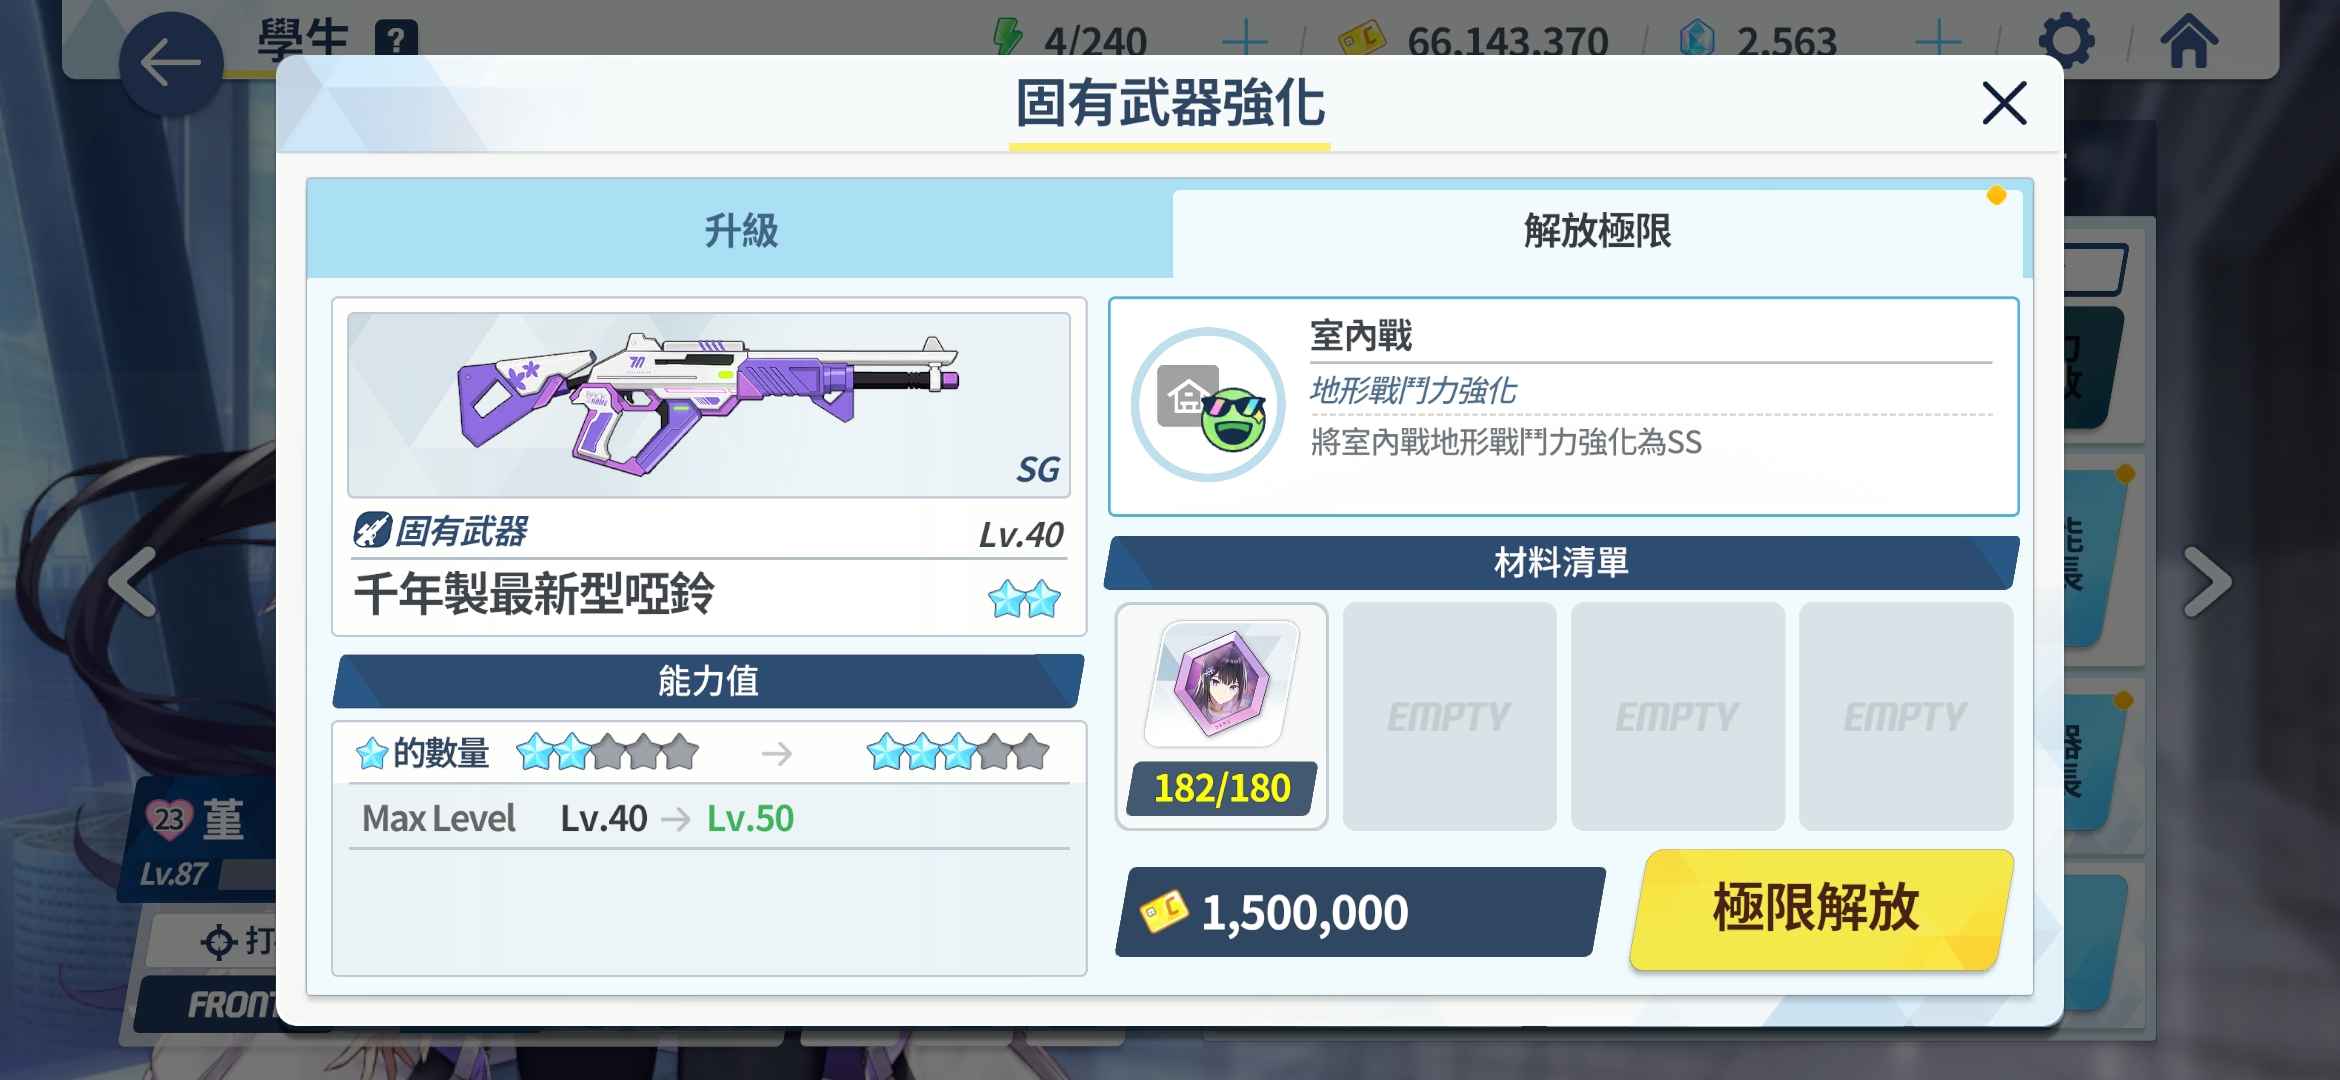 學生 ?
4/240
66,143,370
2,563
固有武器強化
升級
解放極限
SG
固有武器
Lv.40
千年製最新型啞鈴
能力值
的數量
Max Level Lv.40 → Lv.50
室內戰
地形戰鬥力強化
將室內戰地形戰鬥力強化為SS
材料清單
182/180
EMPTY
EMPTY
EMPTY
1,500,000
極限解放
23 堇
Lv.87
打
FRONT